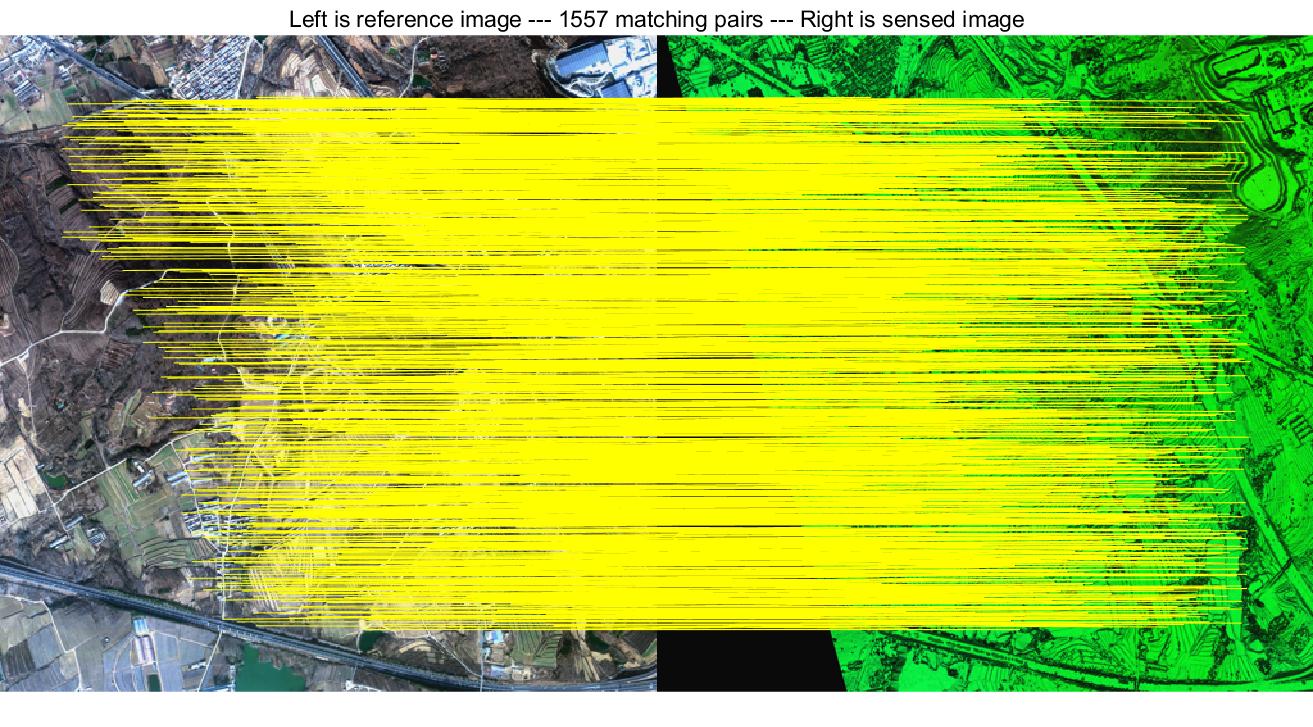 Left is reference image --- 1557 matching pairs --- Right is sensed image